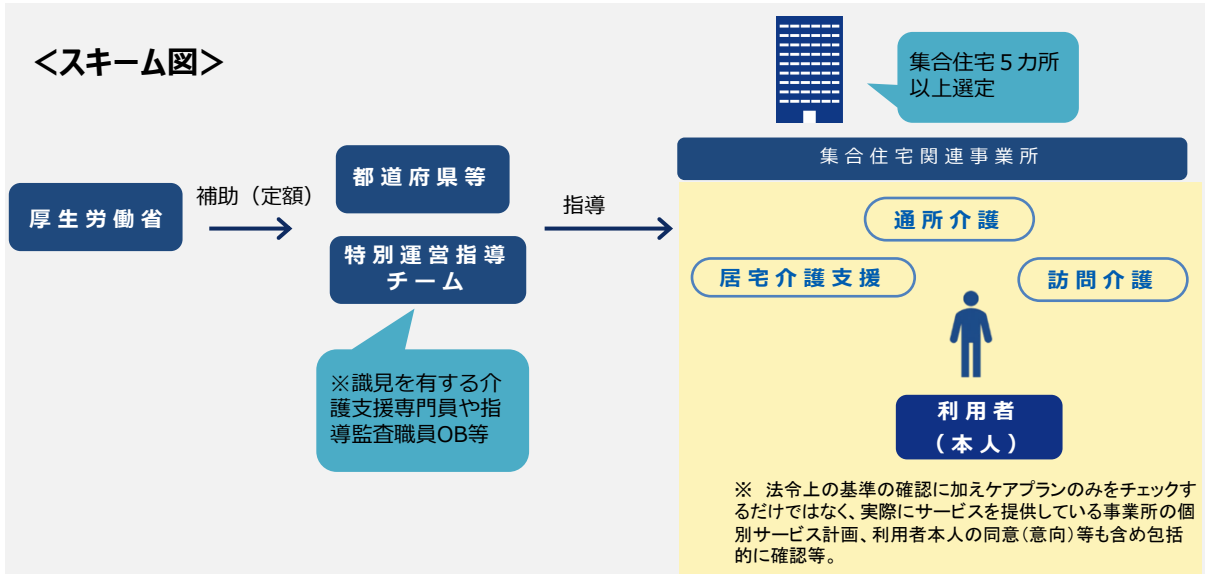 ＜スキーム図＞
集合住宅５カ所
以上選定
集合住宅関連事業所
厚生労働省
補助（定額）
都道府県等
特別運営指導
チーム
指導
※識見を有する介
護支援専門員や指
導監査職員OB等
通所介護
居宅介護支援
訪問介護
利用者
（本人）
※　法令上の基準の確認に加えケアプランのみをチェックす
るだけではなく、実際にサービスを提供している事業所の個
別サービス計画、利用者本人の同意（意向）等も含め包括
的に確認等。